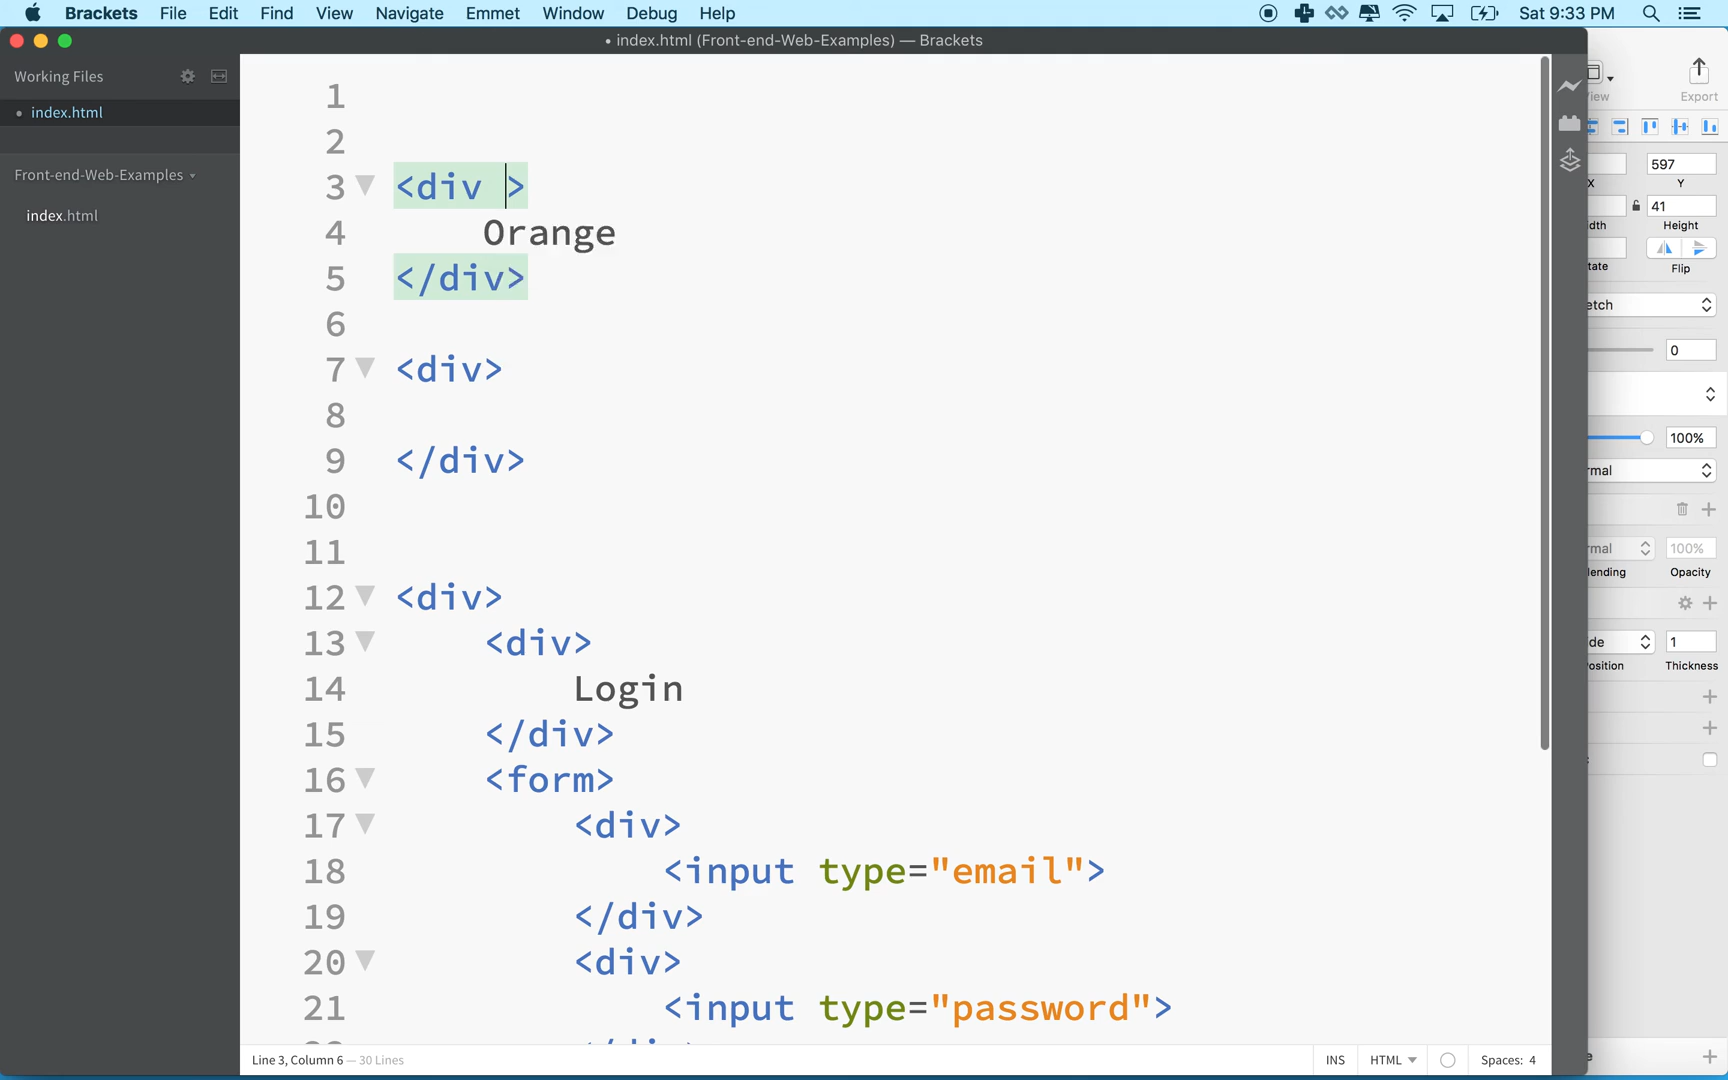 Brackets File Edit Find View Navigate Emmet Window Debug Help Sat 9:33 PM
• index.html (Front-end-Web-Examples) — Brackets
Working Files
• index.html
Front-end-Web-Examples
index.html
1
2
3 <div >
4 Orange
5 </div>
6
7 <div>
8
9 </div>
10
11
12 <div>
13 <div>
14 Login
15 </div>
16 <form>
17 <div>
18 <input type="email">
19 </div>
20 <div>
21 <input type="password">
Line 3, Column 6 — 30 Lines
INS HTML Spaces: 4
Export
597
X Y
41
Height
Flip
0
100%
100%
Opacity
1
Thickness